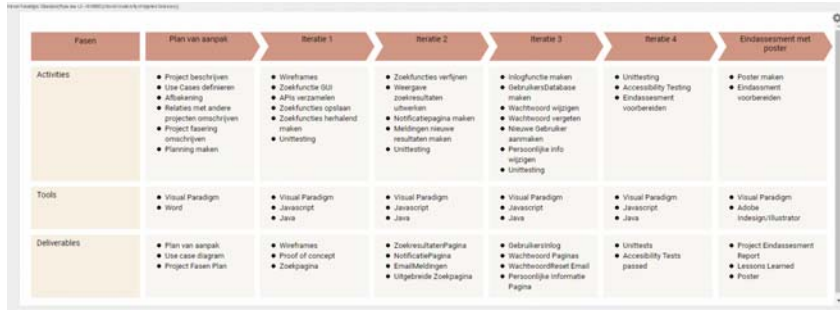 Fasen
Plan van aanpak
Iteratie 1
Iteratie 2
Iteratie 3
Iteratie 4
Eindassesment met
poster
Activities
Project beschrijven
Use Cases definieren
Afbakening
Relaties met andere
projecten omschrijven
Project fasering
omschrijven
Planning maken
Wireframes
Zoekfunctie GUI
APIs verzamelen
Zoekfuncties opslaan
Zoekfuncties herhalend
maken
Unittesting
Zoekfuncties verfijnen
Weergave
zoekresultaten
uitwerken
Notificatiepagina maken
Meldingen nieuwe
resultaten maken
Unittesting
Inlogfunctie maken
GebruikersDatabase
maken
Wachtwoord wijzigen
Wachtwoord vergeten
Nieuwe Gebruiker
aanmaken
Persoonlijke info
wijzigen
Unittesting
Unittesting
Accessibility Testing
Eindassesment
voorbereiden
Poster maken
Eindassment
voorbereiden
Tools
Visual Paradigm
Word
Visual Paradigm
Javascript
Java
Visual Paradigm
Javascript
Java
Visual Paradigm
Javascript
Java
Visual Paradigm
Javascript
Java
Visual Paradigm
Adobe
Indesign/Illustrator
Deliverables
Plan van aanpak
Use case diagram
Project Fasen Plan
Wireframes
Proof of concept
Zoekpagina
ZoekresultatenPagina
NotificatiePagina
EmailMeldingen
Uitgebreide Zoekpagina
GebruikersInlog
Wachtwoord Paginas
WachtwoordReset Email
Persoonlijke Informatie
Pagina
Unittests
Accesibility Tests
passed
Project Eindassesment
Report
Lessons Learned
Poster